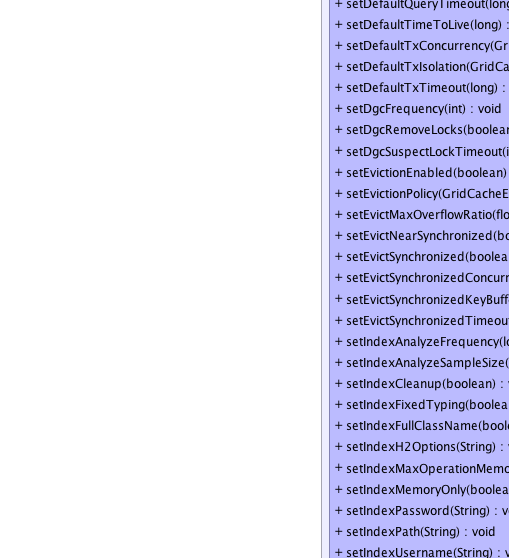 + setDefaultQueryTimeout(long
+ setDefaultTimeToLive(long) :
+ setDefaultTxConcurrency(Gr
+ setDefaultTxIsolation(GridCa
+ setDefaultTxTimeout(long) :
+ setDgcFrequency(int) : void
+ setDgcRemoveLocks(boolean
+ setDgcSuspectLockTimeout(i
+ setEvictionEnabled(boolean)
+ setEvictionPolicy(GridCacheE
+ setEvictMaxOverflowRatio(flo
+ setEvictNearSynchronized(bo
+ setEvictSynchronized(boolea
+ setEvictSynchronizedConcurr
+ setEvictSynchronizedKeyBuff
+ setEvictSynchronizedTimeout
+ setIndexAnalyzeFrequency(lo
+ setIndexAnalyzeSampleSize(
+ setIndexCleanup(boolean) : v
+ setIndexFixedTyping(boolea
+ setIndexFullClassName(boole
+ setIndexH2Options(String) : v
+ setIndexMaxOperationMemo
+ setIndexMemoryOnly(boolea
+ setIndexPassword(String) : vo
+ setIndexPath(String) : void
+ setIndexUsername(String) : v